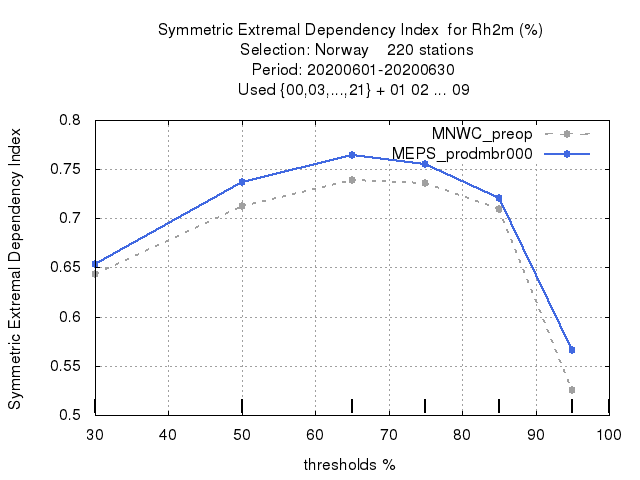 Symmetric Extremal Dependency Index for Rh2m (%)
Selection: Norway 220 stations
Period: 20200601-20200630
Used {00,03,...,21} + 01 02 ... 09
Symmetric Extremal Dependency Index
0.8
0.75
0.7
0.65
0.6
0.55
0.5
MNWC_preop
MEPS_prodmbr000
30 40 50 60 70 80 90 100
thresholds %